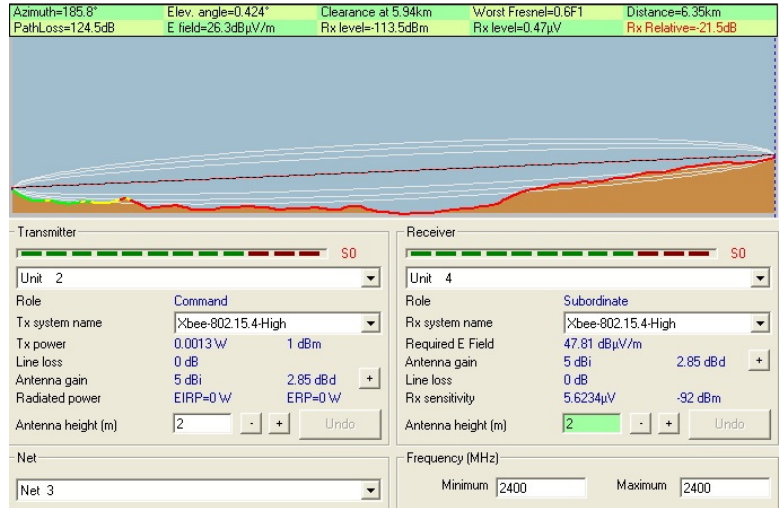 Azimuth=185.8° Elev. angle=0.424° Clearance at 5.94km Worst Fresnel=0.6F1 Distance=6.35km
PathLoss=124.5dB E field=26.3dBμV/m Rx level=-113.5dBm Rx level=0.47μV Rx Relative=-21.5dB
Transmitter
S0
Unit 2
Role Command
Tx system name Xbee-802.15.4-High
Tx power 0.0013 W 1 dBm
Line loss 0 dB
Antenna gain 5 dBi 2.85 dBd +
Radiated power EIRP=0 W ERP=0 W
Antenna height (m) 2 - + Undo
Receiver
S0
Unit 4
Role Subordinate
Rx system name Xbee-802.15.4-High
Required E Field 47.81 dBμV/m
Antenna gain 5 dBi 2.85 dBd +
Line loss 0 dB
Rx sensitivity 5.6234μV -92 dBm
Antenna height (m) 2 - + Undo
Net
Net 3
Frequency (MHz)
Minimum 2400 Maximum 2400